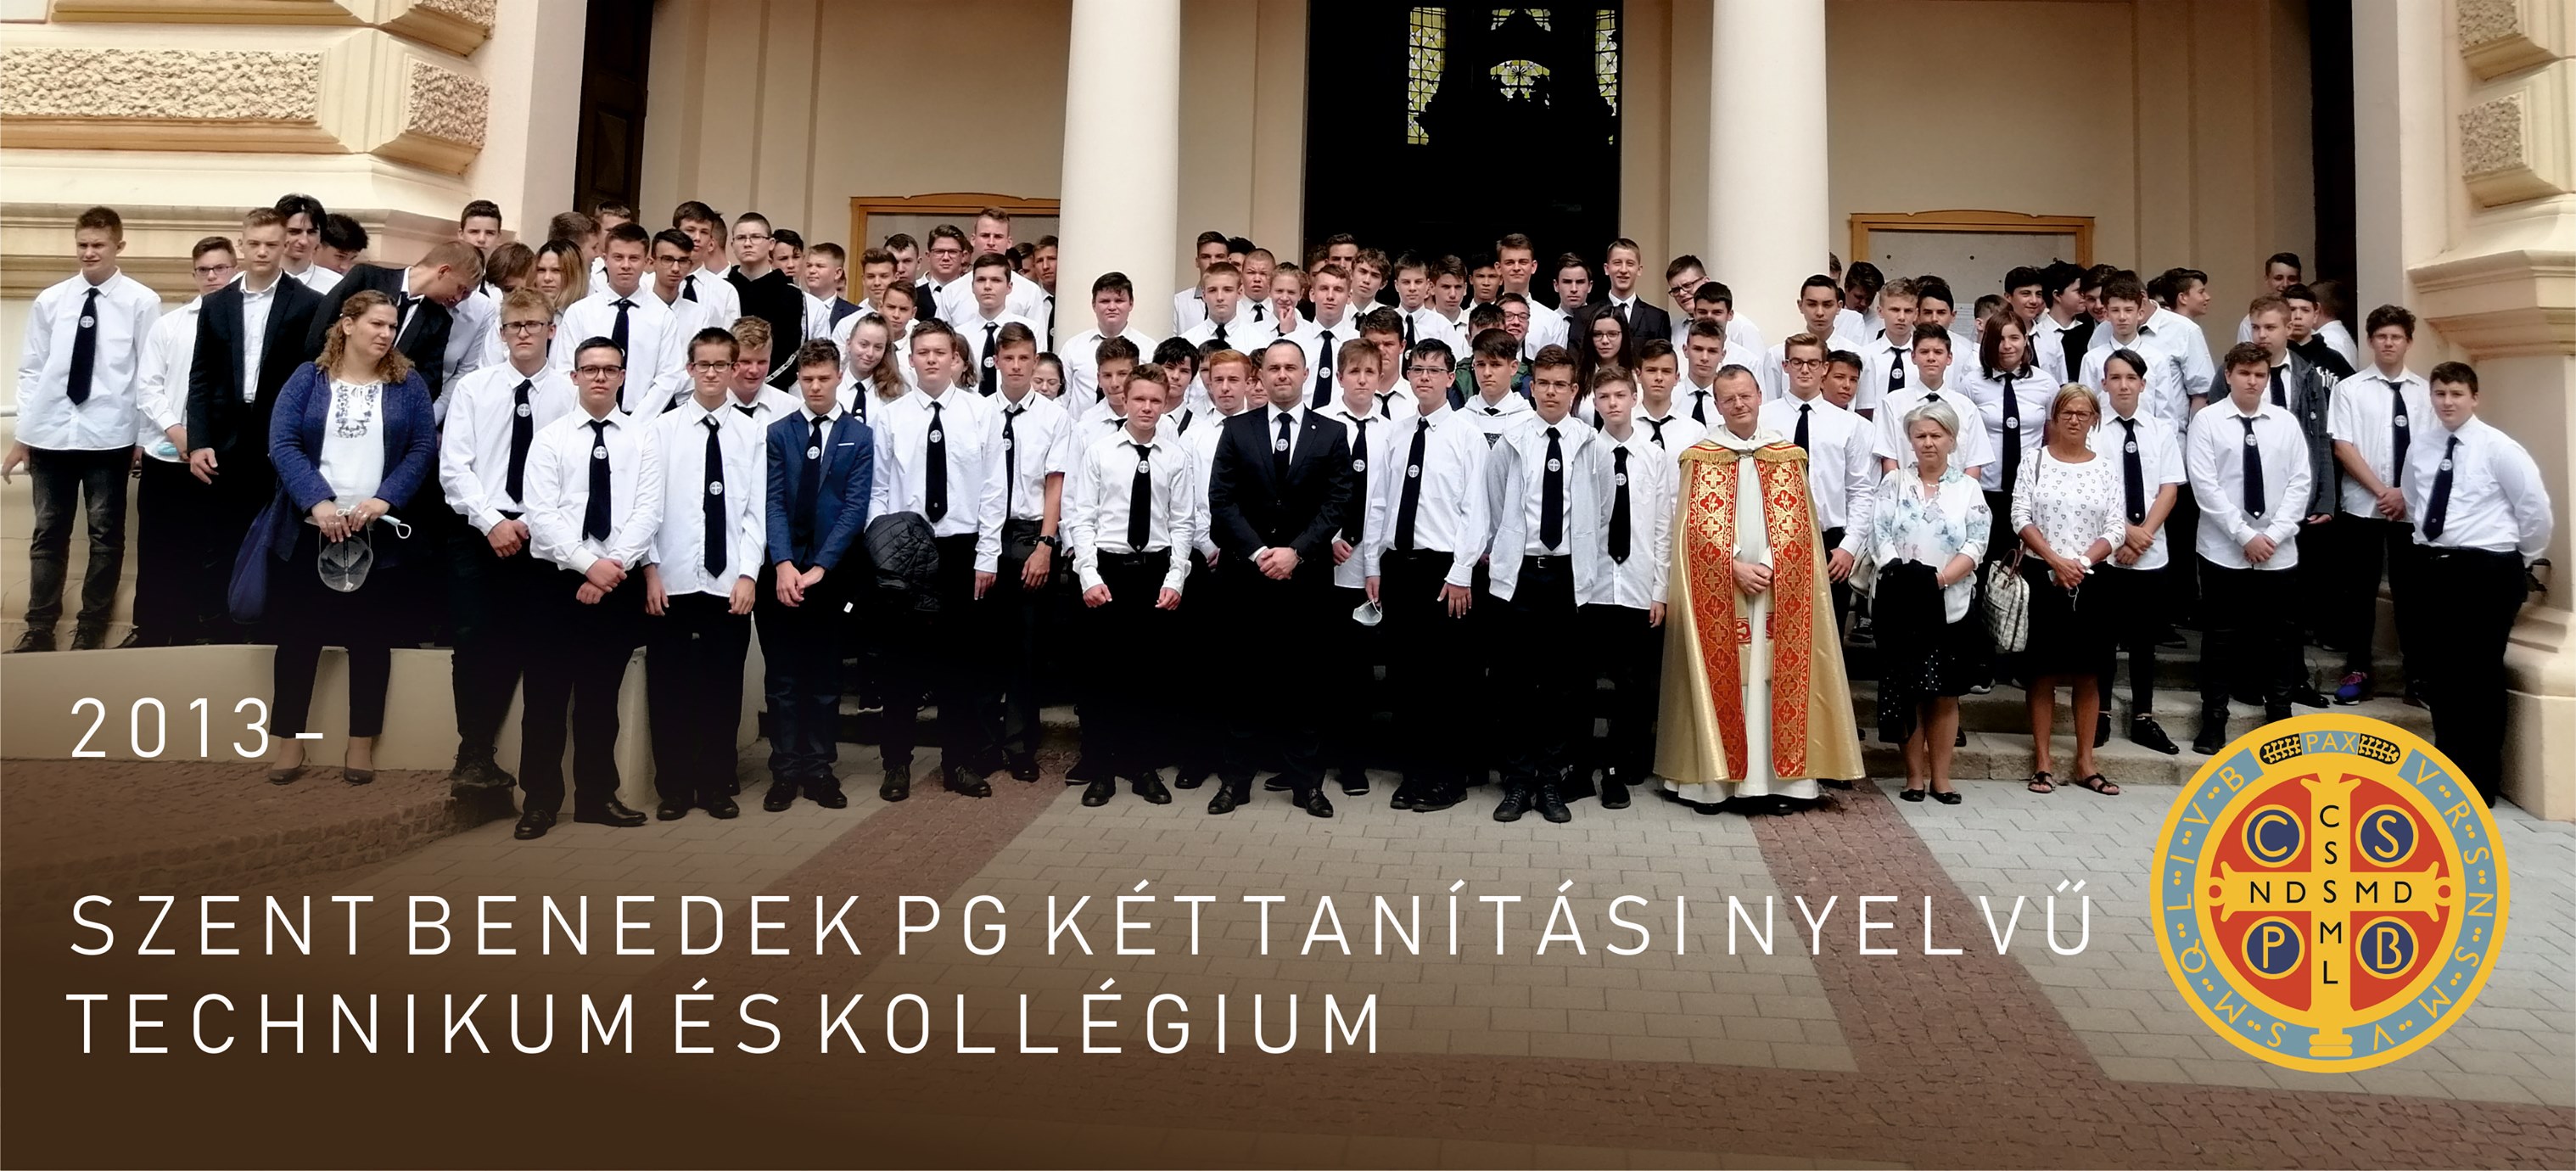 2013 -
SZENT BENEDEK PG KÉT TANÍTÁSI NYELVŰ
TECHNIKUM ÉS KOLLÉGIUM
PAX
V··R··S··N··S··M··V
S··M··Q··L··I··V··B
C S
C
S
N D S M D
M
L
P B